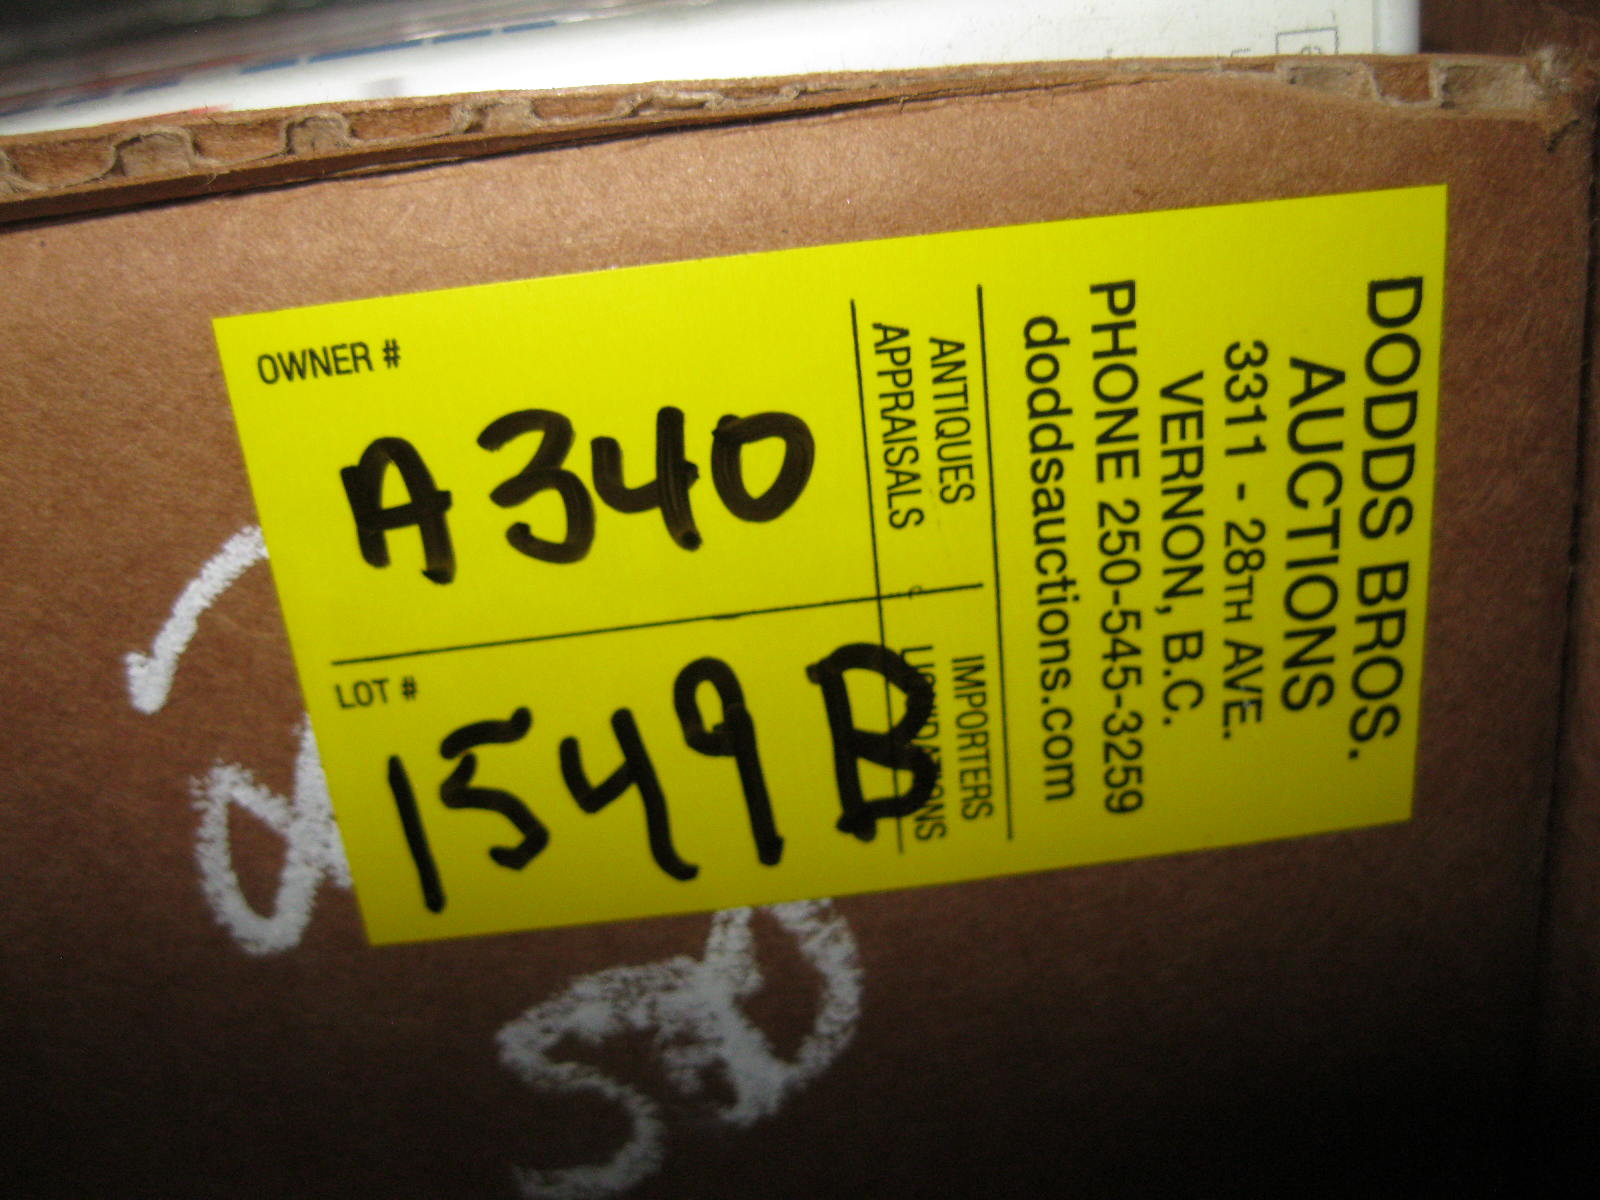 DODDS BROS.
AUCTIONS
3311 - 28TH AVE.
VERNON, B.C.
PHONE 250-545-3259
doddsauctions.com
ANTIQUES
APPRAISALS
IMPORTERS
LIQUIDATIONS
OWNER #
A340
LOT #
1549B